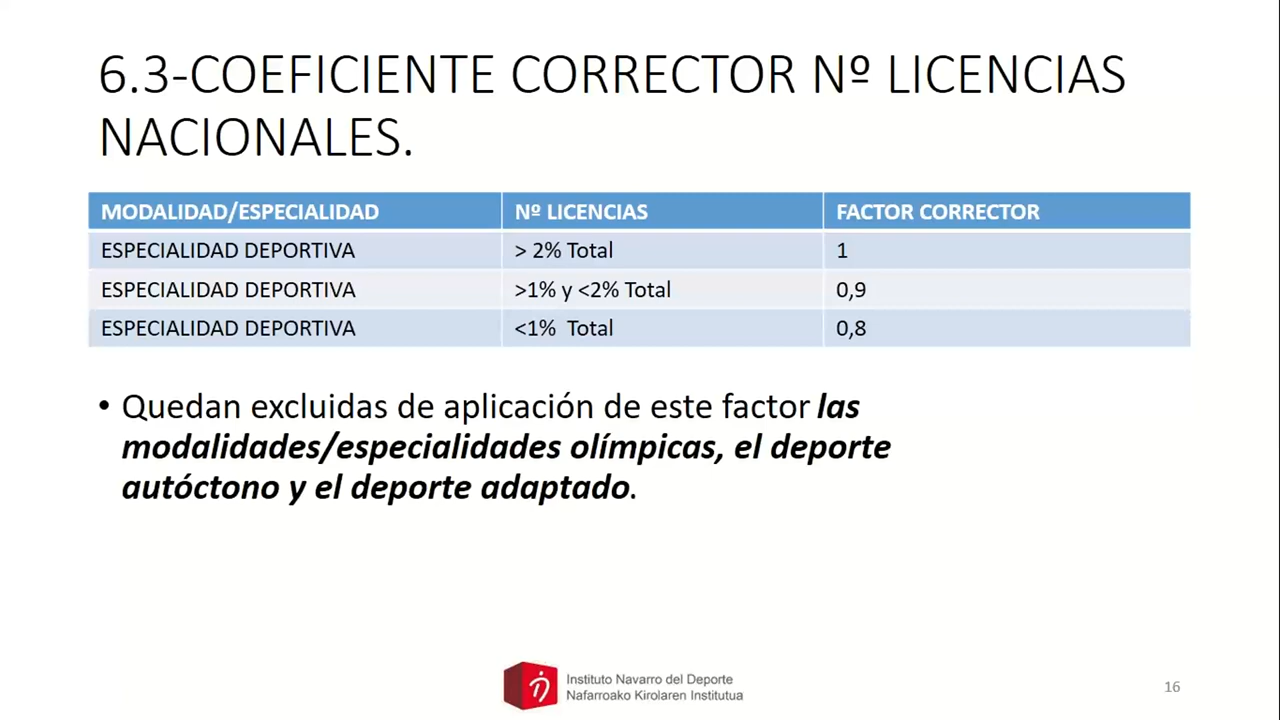 6.3-COEFICIENTE CORRECTOR Nº LICENCIAS
NACIONALES.
MODALIDAD/ESPECIALIDAD Nº LICENCIAS FACTOR CORRECTOR
ESPECIALIDAD DEPORTIVA > 2% Total 1
ESPECIALIDAD DEPORTIVA >1% y <2% Total 0,9
ESPECIALIDAD DEPORTIVA <1%  Total 0,8
• Quedan excluidas de aplicación de este factor las
modalidades/especialidades olímpicas, el deporte
autóctono y el deporte adaptado.
Instituto Navarro del Deporte
Nafarroako Kirolaren Institutua
16